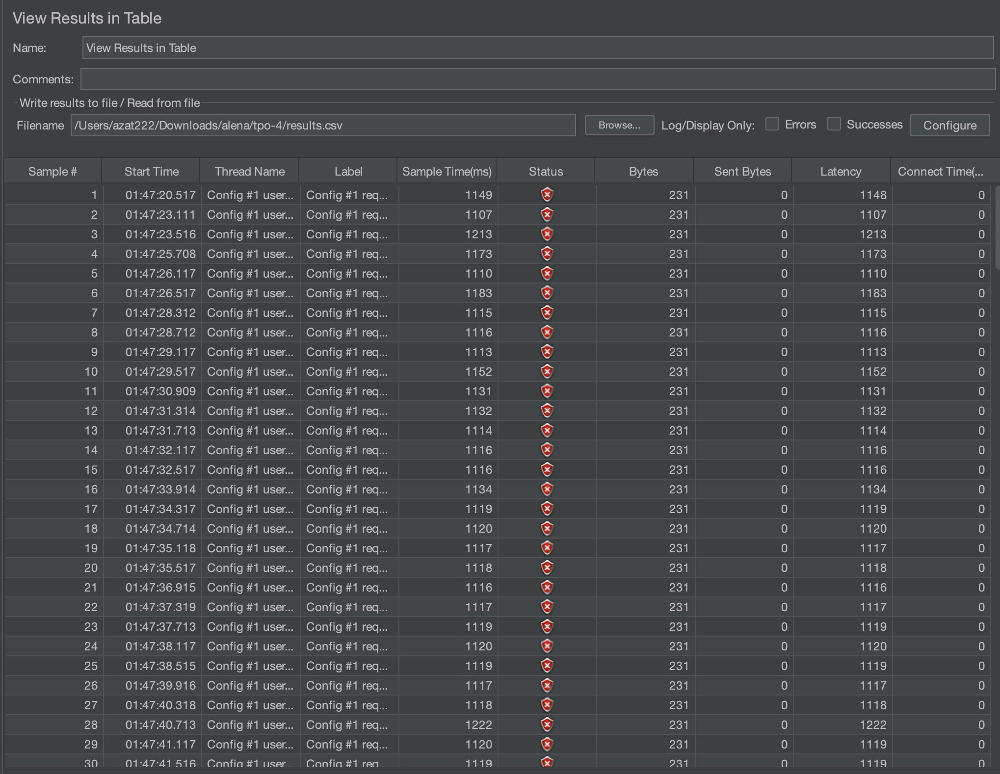 View Results in Table
Name: View Results in Table
Comments:
Write results to file / Read from file
Filename /Users/azat222/Downloads/alena/tpo-4/results.csv Browse... Log/Display Only: Errors Successes Configure
Sample # Start Time Thread Name Label Sample Time(ms) Status Bytes Sent Bytes Latency Connect Time(...
1 01:47:20.517 Config #1 user... Config #1 req... 1149 231 0 1148 0
2 01:47:23.111 Config #1 user... Config #1 req... 1107 231 0 1107 0
3 01:47:23.516 Config #1 user... Config #1 req... 1213 231 0 1213 0
4 01:47:25.708 Config #1 user... Config #1 req... 1173 231 0 1173 0
5 01:47:26.117 Config #1 user... Config #1 req... 1110 231 0 1110 0
6 01:47:26.517 Config #1 user... Config #1 req... 1183 231 0 1183 0
7 01:47:28.312 Config #1 user... Config #1 req... 1115 231 0 1115 0
8 01:47:28.712 Config #1 user... Config #1 req... 1116 231 0 1116 0
9 01:47:29.117 Config #1 user... Config #1 req... 1113 231 0 1113 0
10 01:47:29.517 Config #1 user... Config #1 req... 1152 231 0 1152 0
11 01:47:30.909 Config #1 user... Config #1 req... 1131 231 0 1131 0
12 01:47:31.314 Config #1 user... Config #1 req... 1132 231 0 1132 0
13 01:47:31.713 Config #1 user... Config #1 req... 1114 231 0 1114 0
14 01:47:32.117 Config #1 user... Config #1 req... 1116 231 0 1116 0
15 01:47:32.517 Config #1 user... Config #1 req... 1116 231 0 1116 0
16 01:47:33.914 Config #1 user... Config #1 req... 1134 231 0 1134 0
17 01:47:34.317 Config #1 user... Config #1 req... 1119 231 0 1119 0
18 01:47:34.714 Config #1 user... Config #1 req... 1120 231 0 1120 0
19 01:47:35.118 Config #1 user... Config #1 req... 1117 231 0 1117 0
20 01:47:35.517 Config #1 user... Config #1 req... 1118 231 0 1118 0
21 01:47:36.915 Config #1 user... Config #1 req... 1116 231 0 1116 0
22 01:47:37.319 Config #1 user... Config #1 req... 1117 231 0 1117 0
23 01:47:37.713 Config #1 user... Config #1 req... 1119 231 0 1119 0
24 01:47:38.117 Config #1 user... Config #1 req... 1120 231 0 1120 0
25 01:47:38.515 Config #1 user... Config #1 req... 1119 231 0 1119 0
26 01:47:39.916 Config #1 user... Config #1 req... 1117 231 0 1117 0
27 01:47:40.318 Config #1 user... Config #1 req... 1118 231 0 1118 0
28 01:47:40.713 Config #1 user... Config #1 req... 1222 231 0 1222 0
29 01:47:41.117 Config #1 user... Config #1 req... 1120 231 0 1119 0
30 01:47:41.516 Config #1 user... Config #1 req... 1119 231 0 1119 0